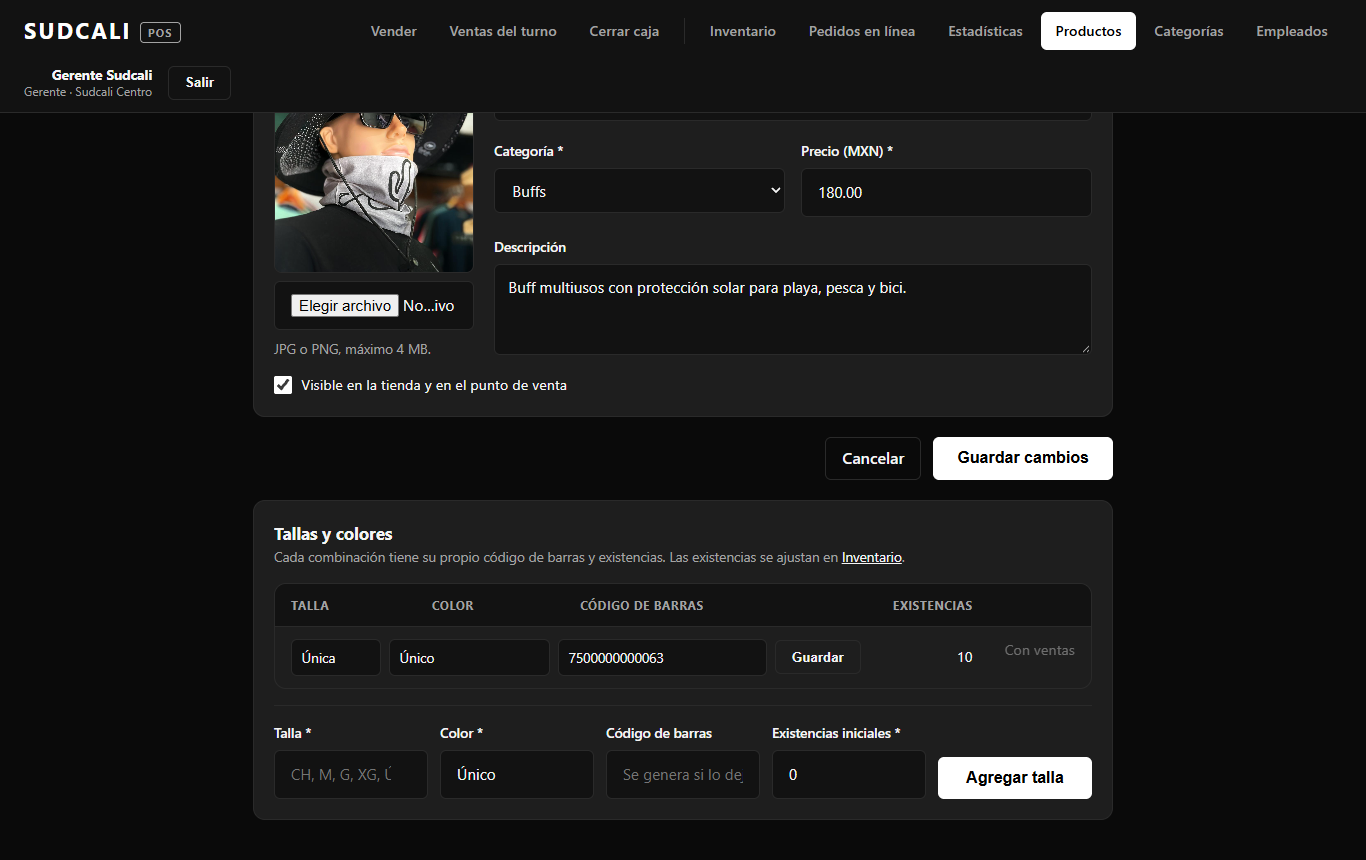 SUDCALI POS
Vender Ventas del turno Cerrar caja Inventario Pedidos en línea Estadísticas Productos Categorías Empleados
Gerente Sudcali
Gerente · Sudcali Centro
Salir
Categoría * Precio (MXN) *
Buffs 180.00
Descripción
Buff multiusos con protección solar para playa, pesca y bici.
Elegir archivo No...ivo
JPG o PNG, máximo 4 MB.
Visible en la tienda y en el punto de venta
Cancelar Guardar cambios
Tallas y colores
Cada combinación tiene su propio código de barras y existencias. Las existencias se ajustan en Inventario.
TALLA COLOR CÓDIGO DE BARRAS EXISTENCIAS
Única Único 7500000000063 Guardar 10 Con ventas
Talla * Color * Código de barras Existencias iniciales *
CH, M, G, XG, Ú Único Se genera si lo dej 0 Agregar talla